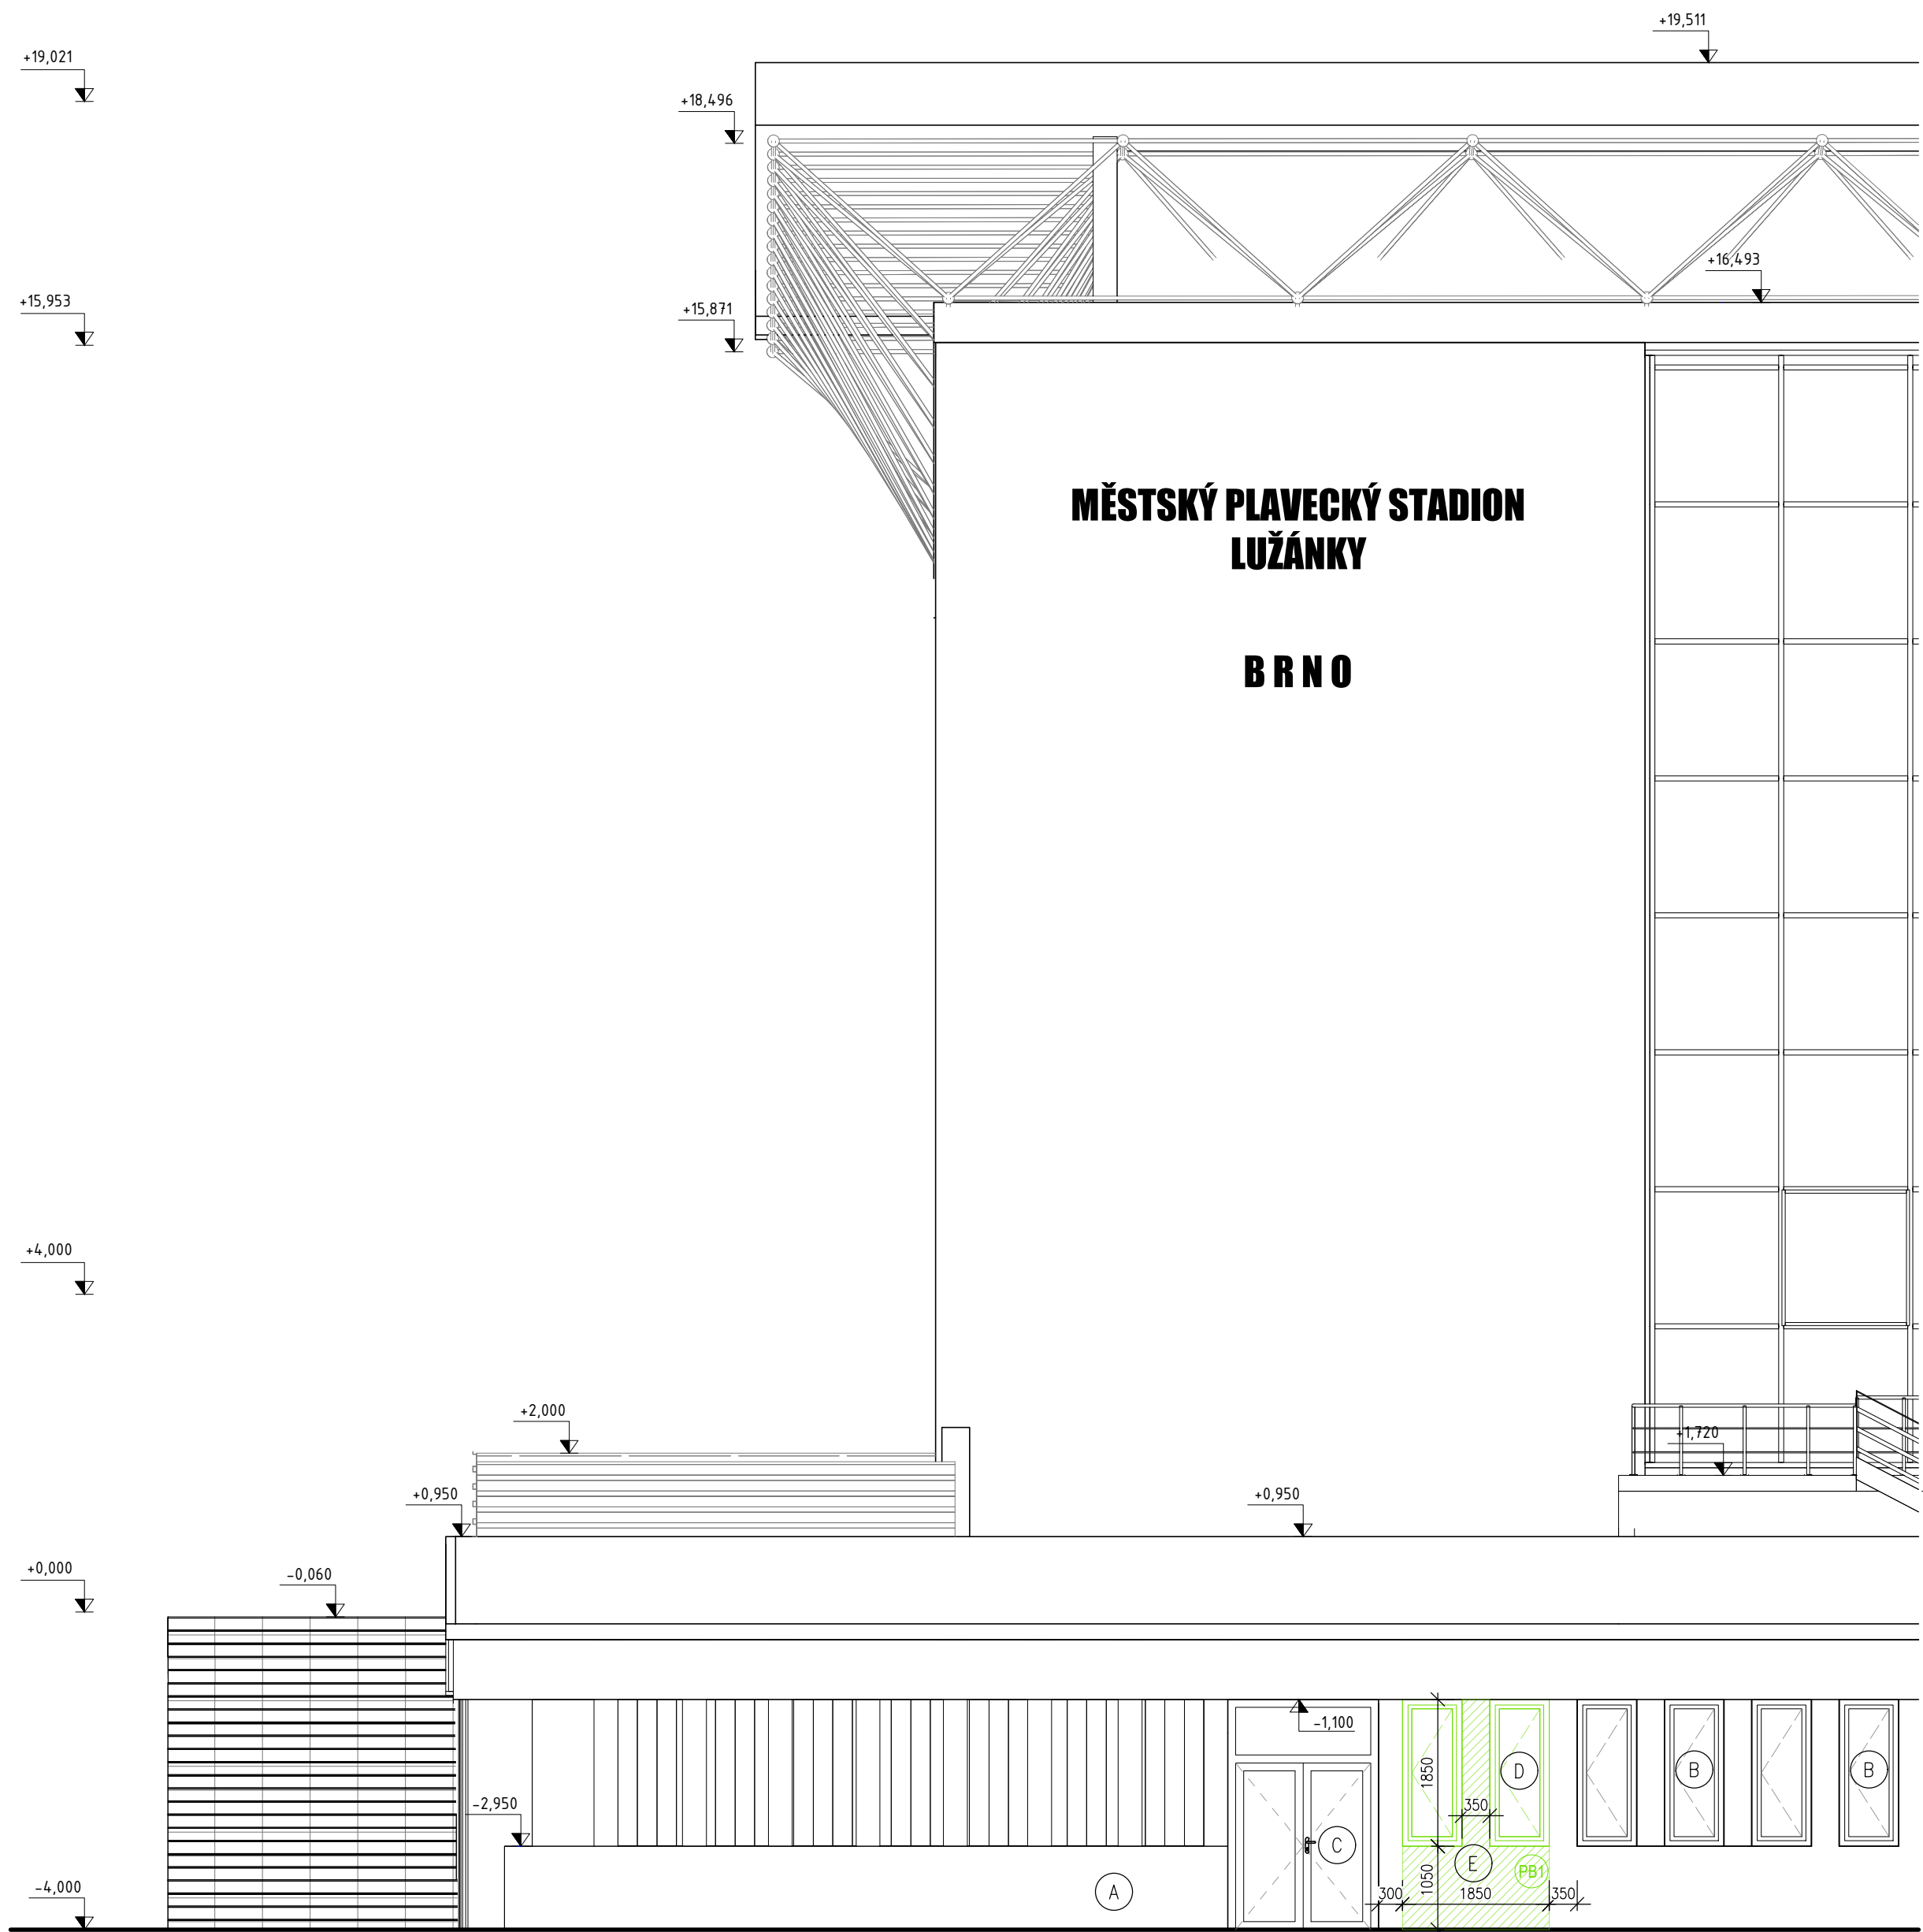 +19,511
+19,021
+18,496
+16,493
+15,953
+15,871
MĚSTSKÝ PLAVECKÝ STADION
LUŽÁNKY
BRNO
+4,000
+2,000
+1,720
+0,950
+0,950
+0,000
-0,060
-1,100
1850
D
B
B
-2,950
350
C
E
PB1
1050
A
300
1850
350
-4,000